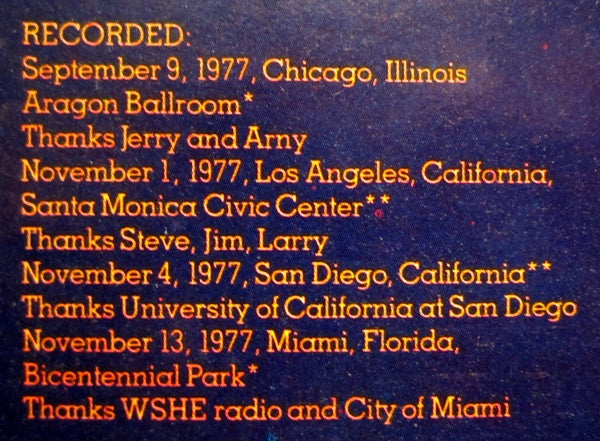 RECORDED:
September 9, 1977, Chicago, Illinois
Aragon Ballroom*
Thanks Jerry and Arny
November 1, 1977, Los Angeles, California,
Santa Monica Civic Center**
Thanks Steve, Jim, Larry
November 4, 1977, San Diego, California**
Thanks University of California at San Diego
November 13, 1977, Miami, Florida,
Bicentennial Park*
Thanks WSHE radio and City of Miami